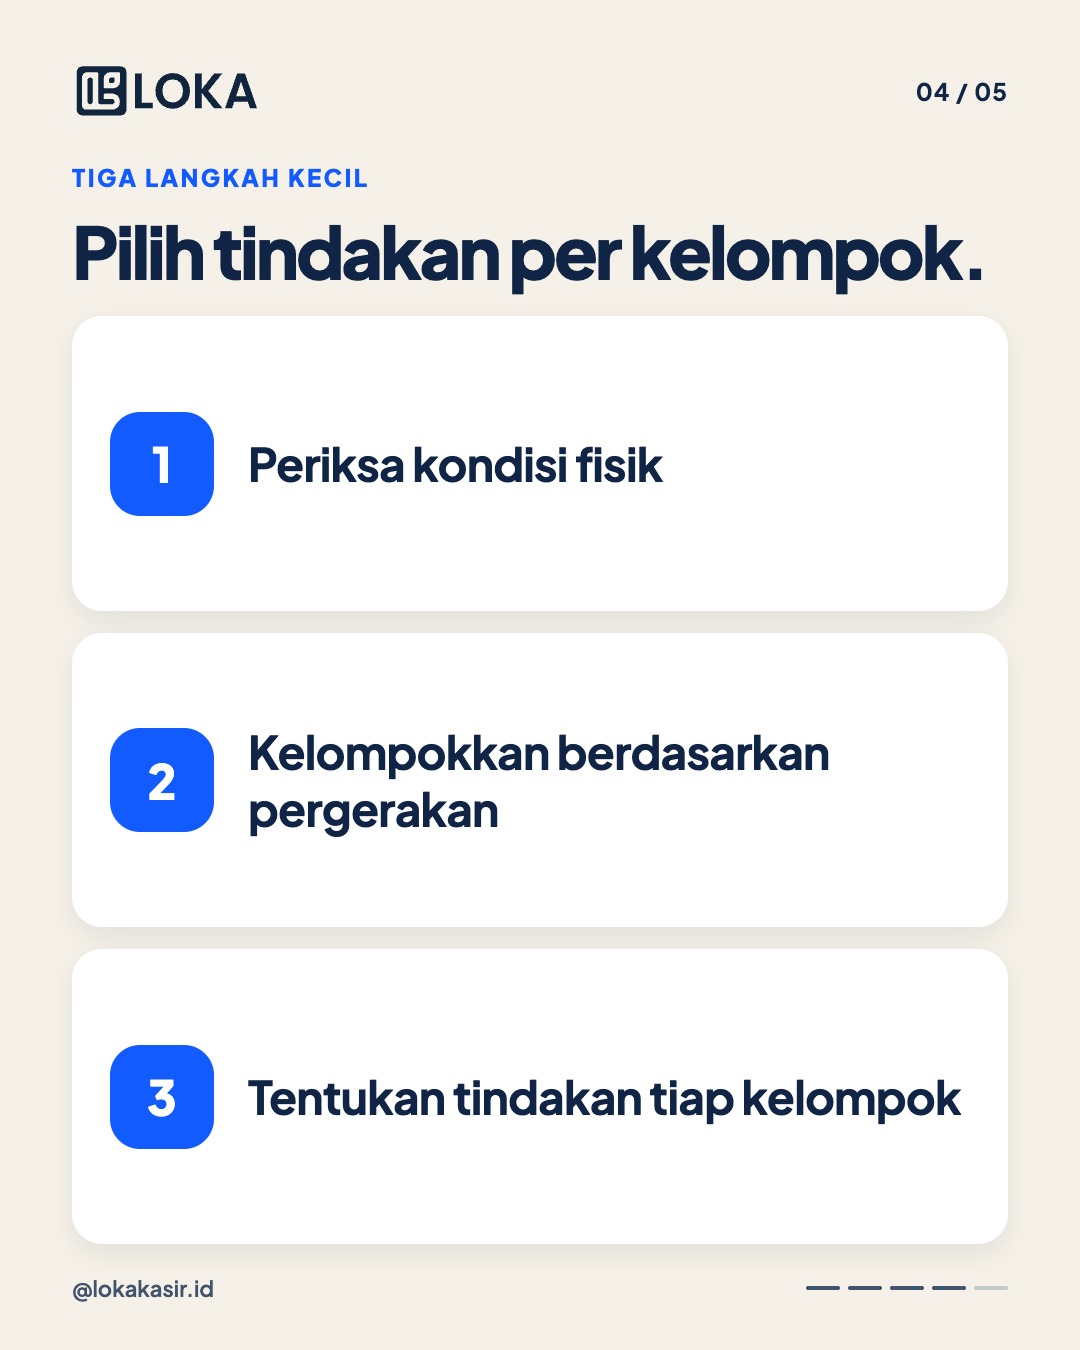 LOKA
04 / 05
TIGA LANGKAH KECIL
Pilih tindakan per kelompok.
1
Periksa kondisi fisik
2
Kelompokkan berdasarkan
pergerakan
3
Tentukan tindakan tiap kelompok
@lokakasir.id